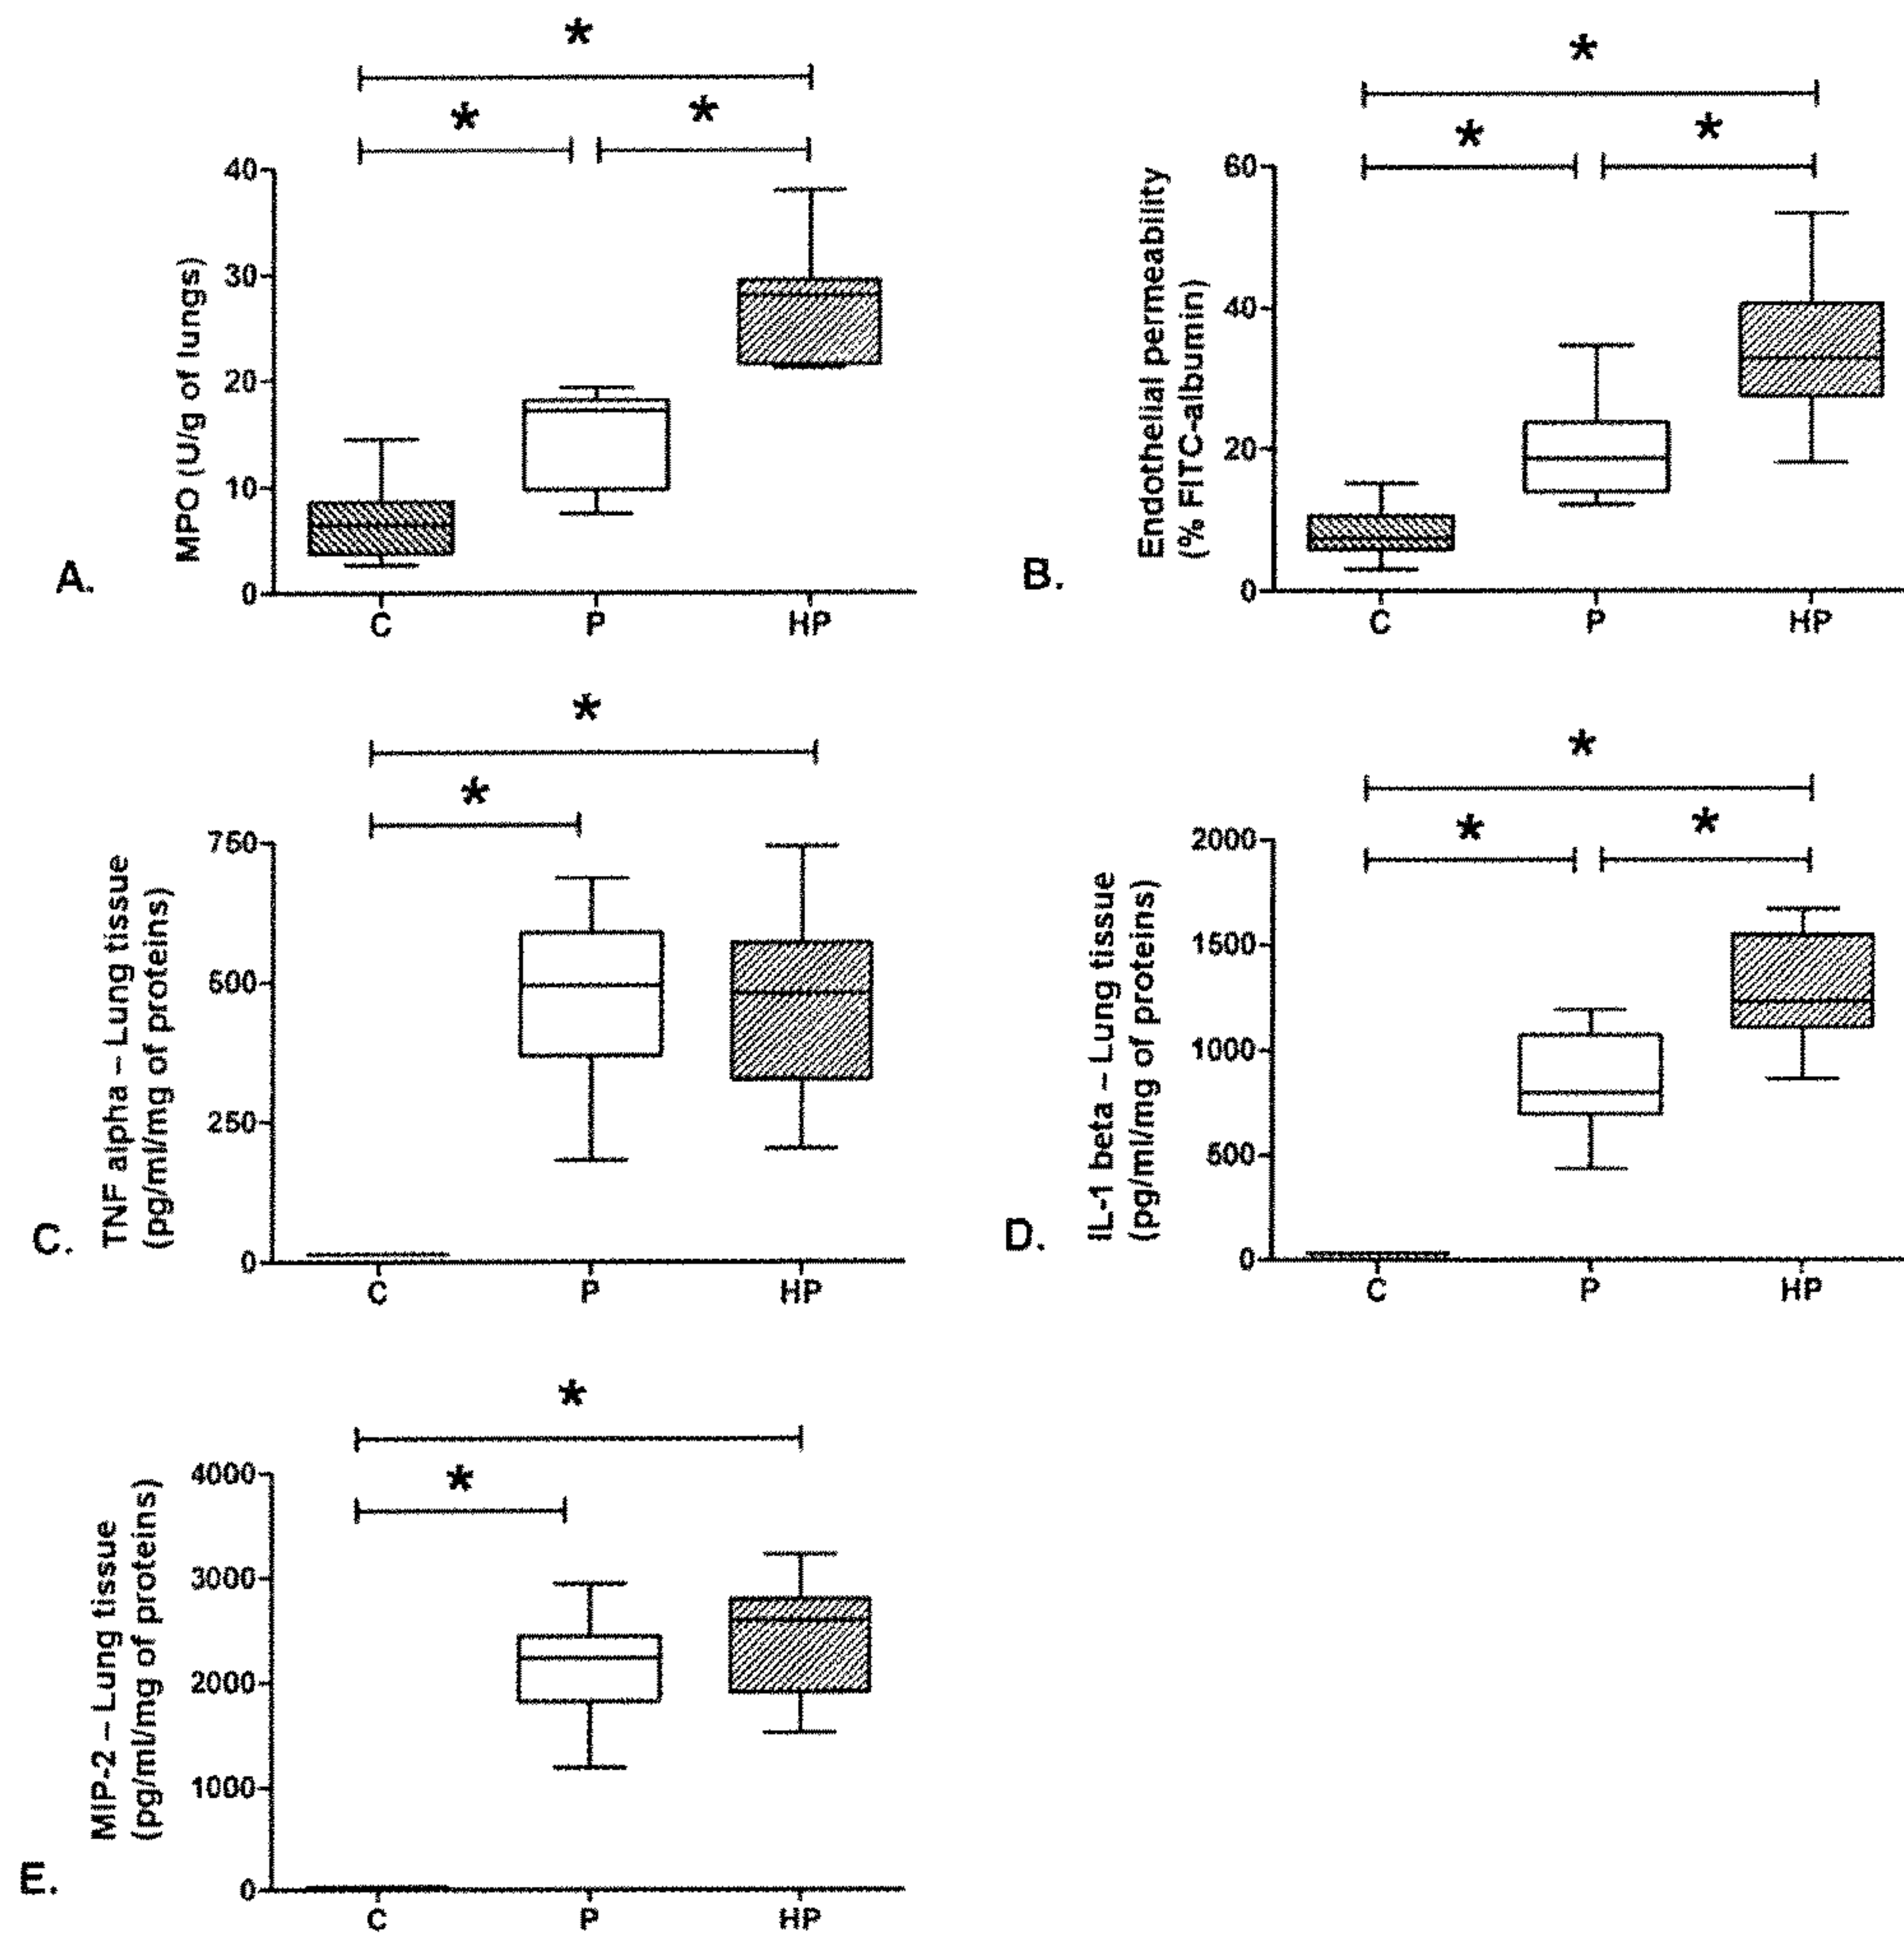 *
* *
40
30
20
10
0
MPO (U/g of lungs)
A.
C P HP
*
* *
60
40
20
0
Endothelial permeability
(% FITC-albumin)
B.
C P HP
*
*
750
500
250
0
TNF alpha – Lung tissue
(pg/ml/mg of proteins)
C.
C P HP
*
* *
2000
1500
1000
500
0
IL-1 beta – Lung tissue
(pg/ml/mg of proteins)
D.
C P HP
*
*
4000
3000
2000
1000
0
MIP-2 – Lung tissue
(pg/ml/mg of proteins)
E.
C P HP